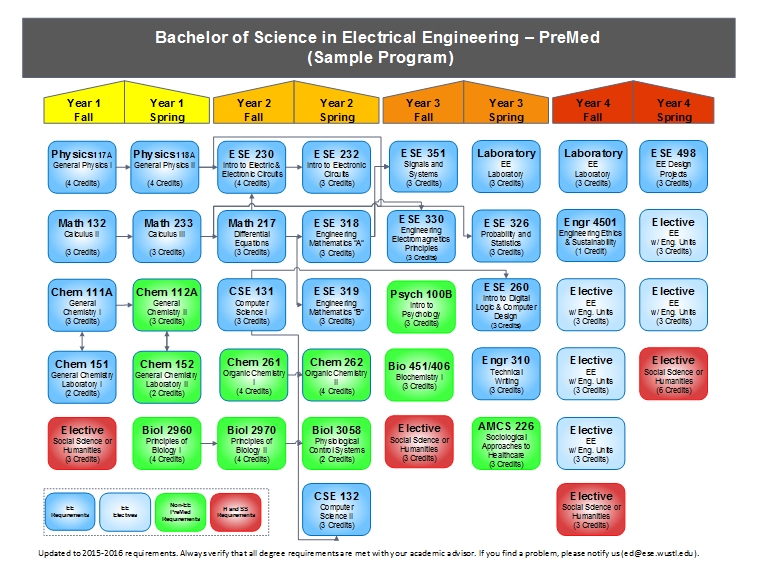 Bachelor of Science in Electrical Engineering – PreMed
(Sample Program)
Year 1
Fall
Year 1
Spring
Year 2
Fall
Year 2
Spring
Year 3
Fall
Year 3
Spring
Year 4
Fall
Year 4
Spring
Physics117A
General Physics I
(4 Credits)
Physics118A
General Physics II
(4 Credits)
ESE 230
Intro to Electric &
Electronic Circuits
(4 Credits)
ESE 232
Intro to Electronic
Circuits
(3 Credits)
ESE 351
Signals and
Systems
(3 Credits)
Laboratory
EE
Laboratory
(3 Credits)
Laboratory
EE
Laboratory
(3 Credits)
ESE 498
EE Design
Projects
(3 Credits)
Math 132
Calculus II
(3 Credits)
Math 233
Calculus III
(3 Credits)
Math 217
Differential
Equations
(3 Credits)
ESE 318
Engineering
Mathematics "A"
(3 Credits)
ESE 330
Engineering
Electromagnetics
Principles
(3 Credits)
ESE 326
Probability and
Statistics
(3 Credits)
Engr 4501
Engineering Ethics
& Sustainability
(1 Credit)
Elective
EE
w/ Eng. Units
(3 Credits)
Chem 111A
General
Chemistry I
(3 Credits)
Chem 112A
General
Chemistry II
(3 Credits)
CSE 131
Computer
Science I
(3 Credits)
ESE 319
Engineering
Mathematics "B"
(3 Credits)
Psych 100B
Intro to
Psychology
(3 Credits)
ESE 260
Intro to Digital
Logic & Computer
Design
(3 Credits)
Elective
EE
w/ Eng. Units
(3 Credits)
Elective
EE
w/ Eng. Units
(3 Credits)
Chem 151
General Chemistry
Laboratory I
(2 Credits)
Chem 152
General Chemistry
Laboratory II
(2 Credits)
Chem 261
Organic Chemistry
I
(4 Credits)
Chem 262
Organic Chemistry
II
(4 Credits)
Bio 451/406
Biochemistry I
(3 Credits)
Engr 310
Technical
Writing
(3 Credits)
Elective
EE
w/ Eng. Units
(3 Credits)
Elective
Social Science or
Humanities
(6 Credits)
Elective
Social Science or
Humanities
(3 Credits)
Biol 2960
Principles of
Biology I
(4 Credits)
Biol 2970
Principles of
Biology II
(4 Credits)
Biol 3058
Physiological
Control Systems
(2 Credits)
Elective
Social Science or
Humanities
(3 Credits)
AMCS 226
Sociological
Approaches to
Healthcare
(3 Credits)
Elective
EE
w/ Eng. Units
(3 Credits)
EE
Requirements
EE
Electives
Non-EE
PreMed
Requirements
H and SS
Requirements
CSE 132
Computer
Science II
(3 Credits)
Elective
Social Science or
Humanities
(3 Credits)
Updated to 2015-2016 requirements. Always verify that all degree requirements are met with your academic advisor. If you find a problem, please notify us (ed@ese.wustl.edu).